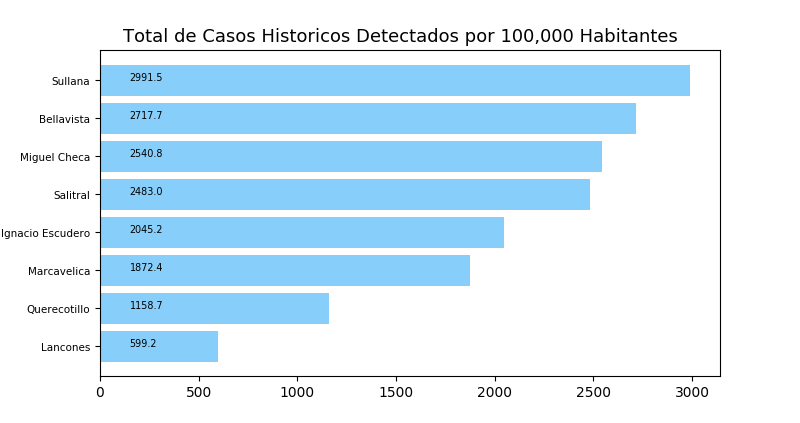 Total de Casos Historicos Detectados por 100,000 Habitantes
Sullana 2991.5
Bellavista 2717.7
Miguel Checa 2540.8
Salitral 2483.0
Ignacio Escudero 2045.2
Marcavelica 1872.4
Querecotillo 1158.7
Lancones 599.2
0 500 1000 1500 2000 2500 3000